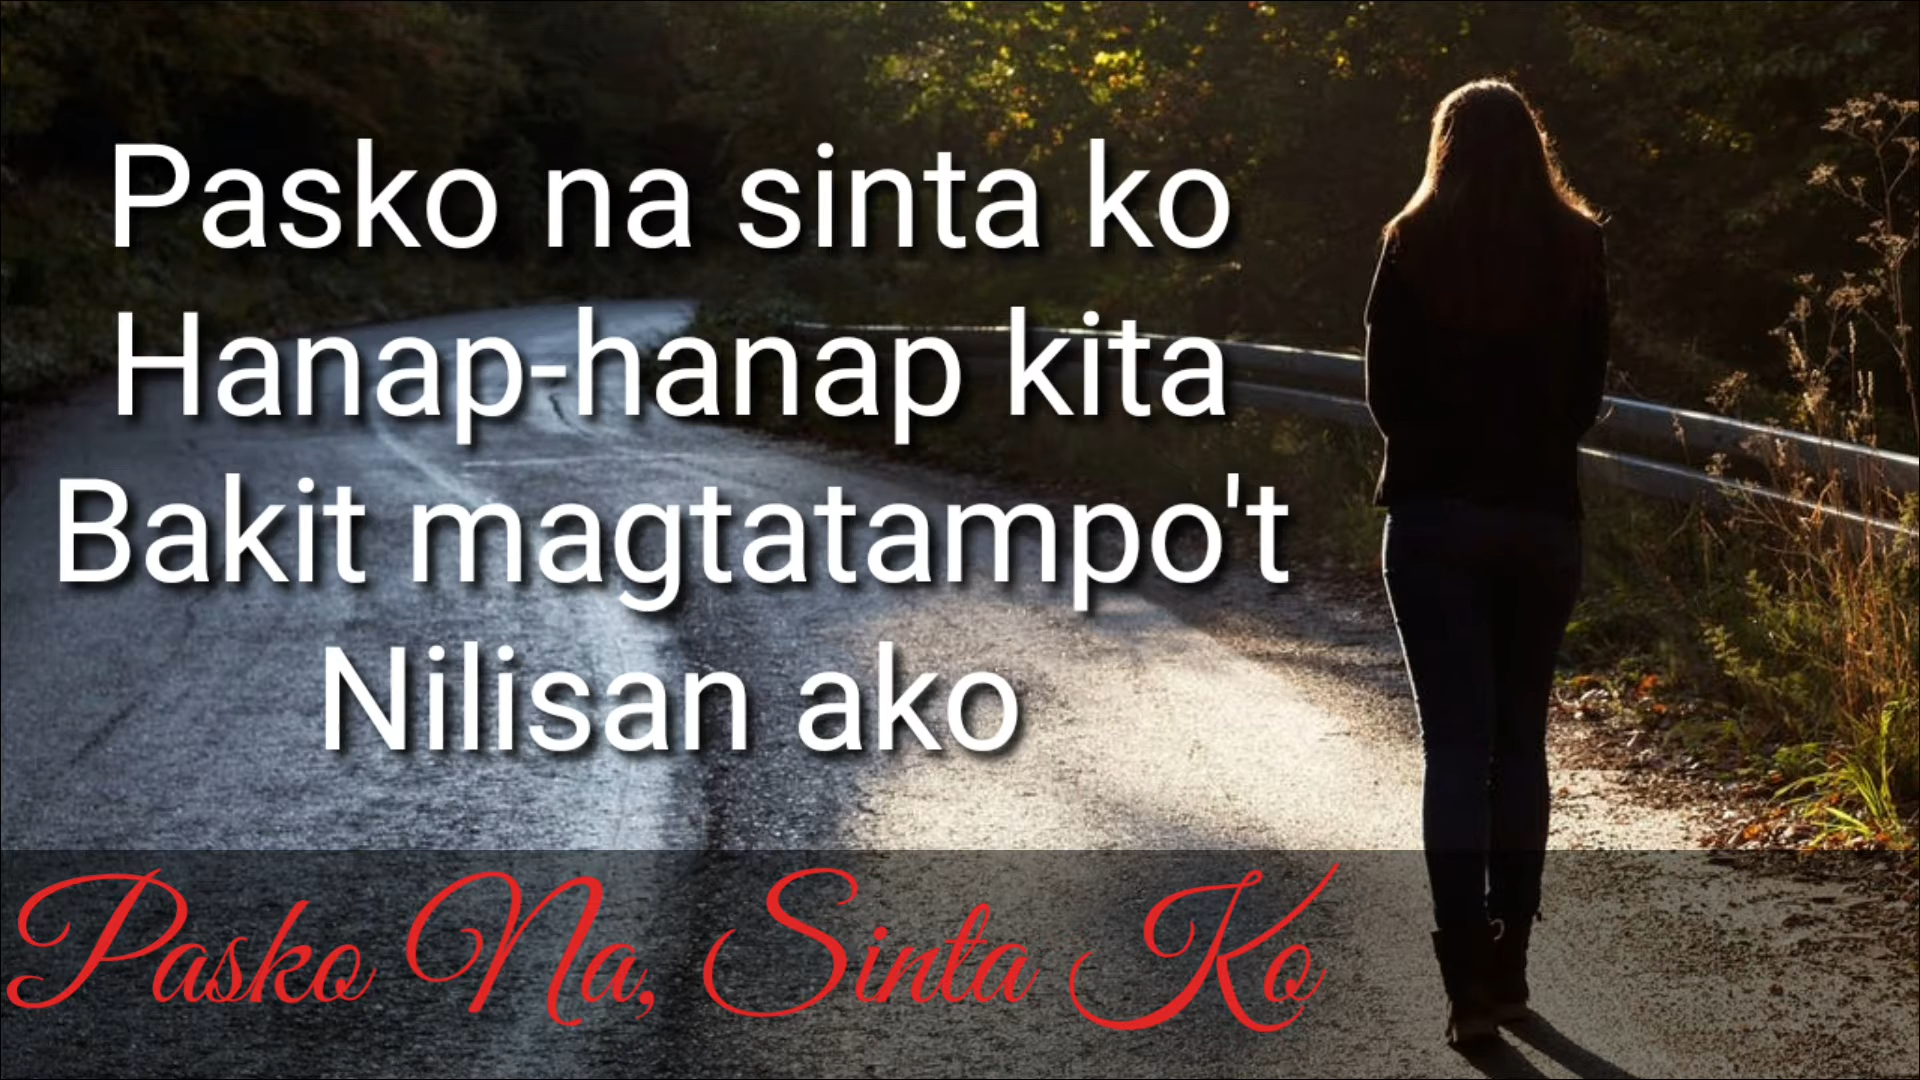 Pasko na sinta ko
Hanap-hanap kita
Bakit magtatampo't
Nilisan ako
Pasko Na, Sinta Ko